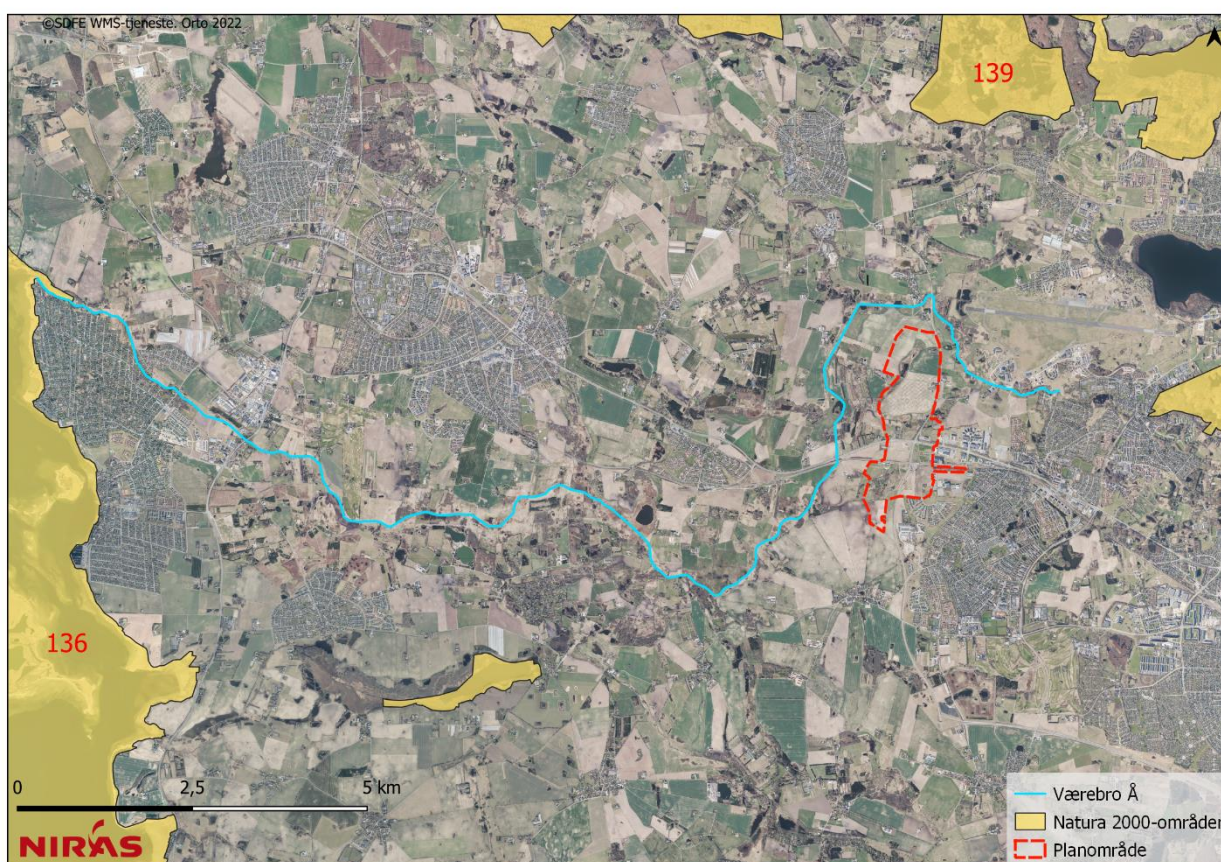 ©SDFE WMS-tjeneste. Orto 2022
139
136
0
2,5
5 km
NIRAS
Værebro Å
Natura 2000-områder
Planområde